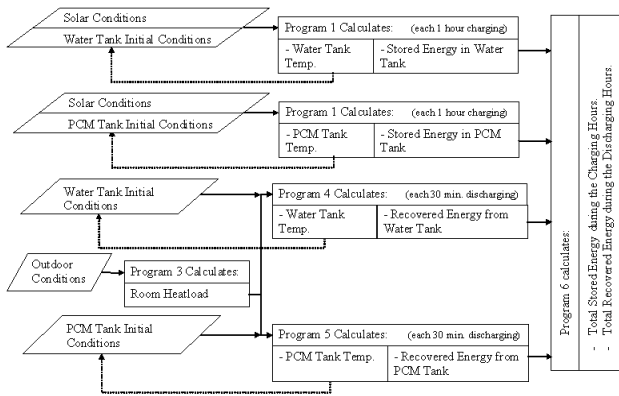 Solar Conditions
Water Tank Initial Conditions
Program 1 Calculates: (each 1 hour charging)
- Water Tank Temp.
- Stored Energy in Water Tank
Solar Conditions
PCM Tank Initial Conditions
Program 1 Calculates: (each 1 hour charging)
- PCM Tank Temp.
- Stored Energy in PCM Tank
Water Tank Initial
Conditions
Program 4 Calculates: (each 30 min. discharging)
- Water Tank Temp.
- Recovered Energy from Water Tank
Outdoor
Conditions
Program 3 Calculates:
Room Heatload
PCM Tank Initial
Conditions
Program 5 Calculates: (each 30 min. discharging)
- PCM Tank Temp.
- Recovered Energy from PCM Tank
Program 6 calculates:
- Total Stored Energy during the Charging Hours.
- Total Recovered Energy during the Discharging Hours.